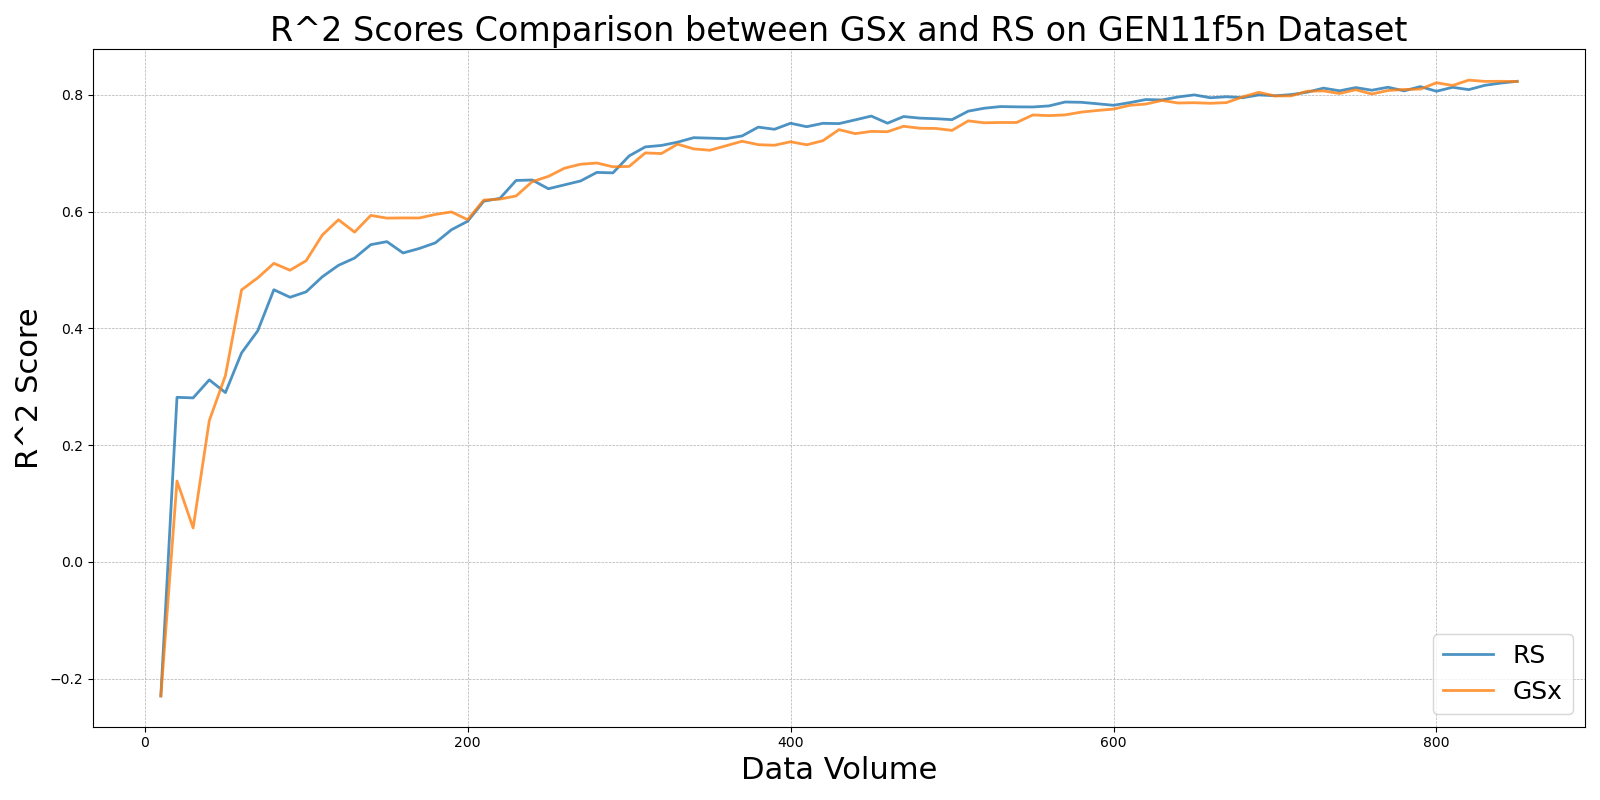 R^2 Scores Comparison between GSx and RS on GEN11f5n Dataset
R^2 Score
0.8
0.6
0.4
0.2
0.0
−0.2
0 200 400 600 800
Data Volume
RS
GSx